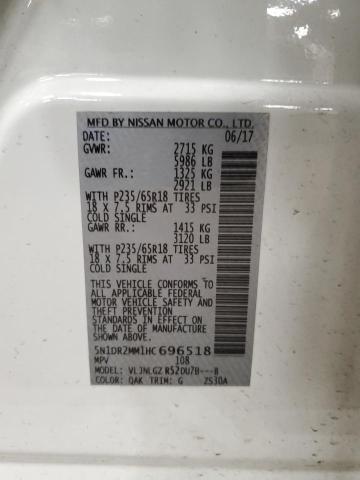 MFD BY NISSAN MOTOR CO., LTD.
DATE: 06/17
GVWR: 2715 KG
5986 LB
GAWR FR.: 1325 KG
2921 LB
WITH P235/65R18 TIRES
18 X 7.5 RIMS AT 33 PSI
COLD SINGLE
GAWR RR.: 1415 KG
3120 LB
WITH P235/65R18 TIRES
18 X 7.5 RIMS AT 33 PSI
COLD SINGLE
THIS VEHICLE CONFORMS TO
ALL APPLICABLE FEDERAL
MOTOR VEHICLE SAFETY AND
THEFT PREVENTION
STANDARDS IN EFFECT ON
THE DATE OF MANUFACTURE
SHOWN ABOVE.
5N1DR2MM1HC696518
MPV 108
MODEL: VLJNLGZ R52DU7B---B
COLOR: QAK TRIM: G ZS30A